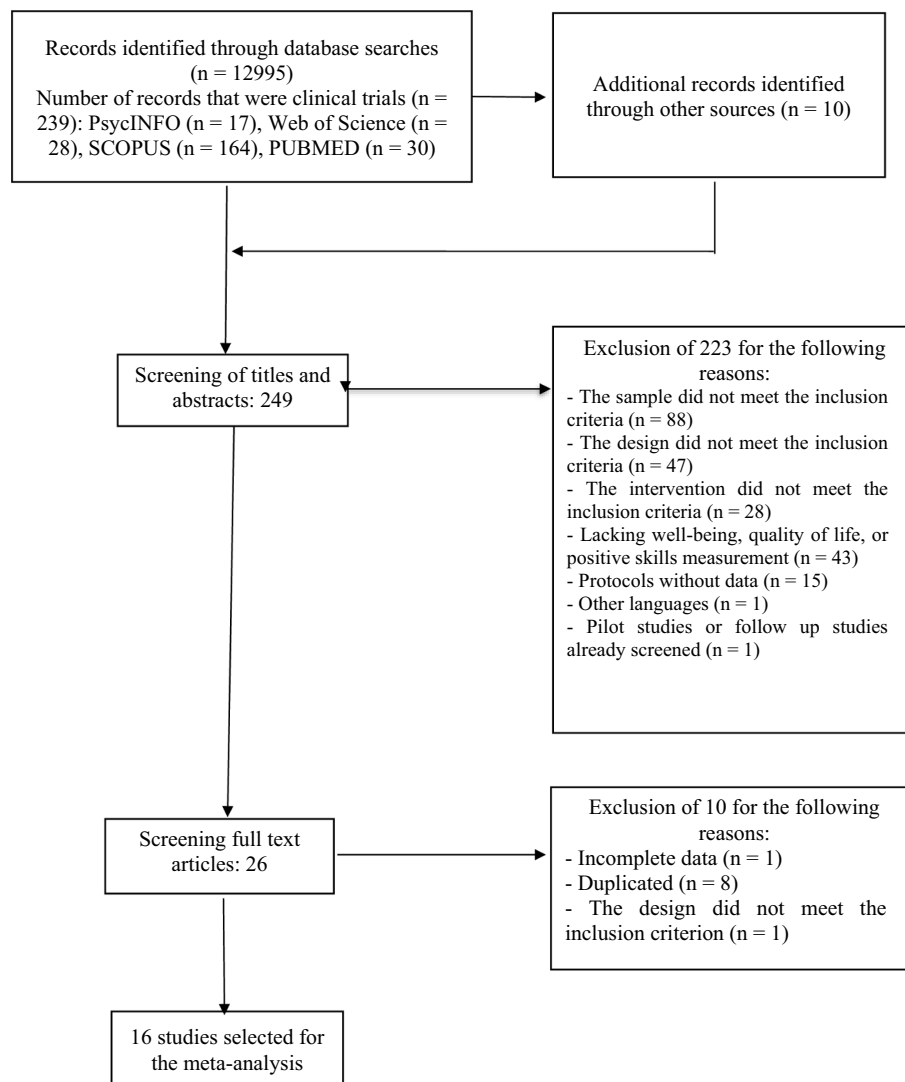 Records identified through database searches
(n = 12995)
Number of records that were clinical trials (n =
239): PsycINFO (n = 17), Web of Science (n =
28), SCOPUS (n = 164), PUBMED (n = 30)
Additional records identified
through other sources (n = 10)
Screening of titles and
abstracts: 249
Exclusion of 223 for the following
reasons:
- The sample did not meet the inclusion
criteria (n = 88)
- The design did not meet the inclusion
criteria (n = 47)
- The intervention did not meet the
inclusion criteria (n = 28)
- Lacking well-being, quality of life, or
positive skills measurement (n = 43)
- Protocols without data (n = 15)
- Other languages (n = 1)
- Pilot studies or follow up studies
already screened (n = 1)
Screening full text
articles: 26
Exclusion of 10 for the following
reasons:
- Incomplete data (n = 1)
- Duplicated (n = 8)
- The design did not meet the
inclusion criterion (n = 1)
16 studies selected for
the meta-analysis